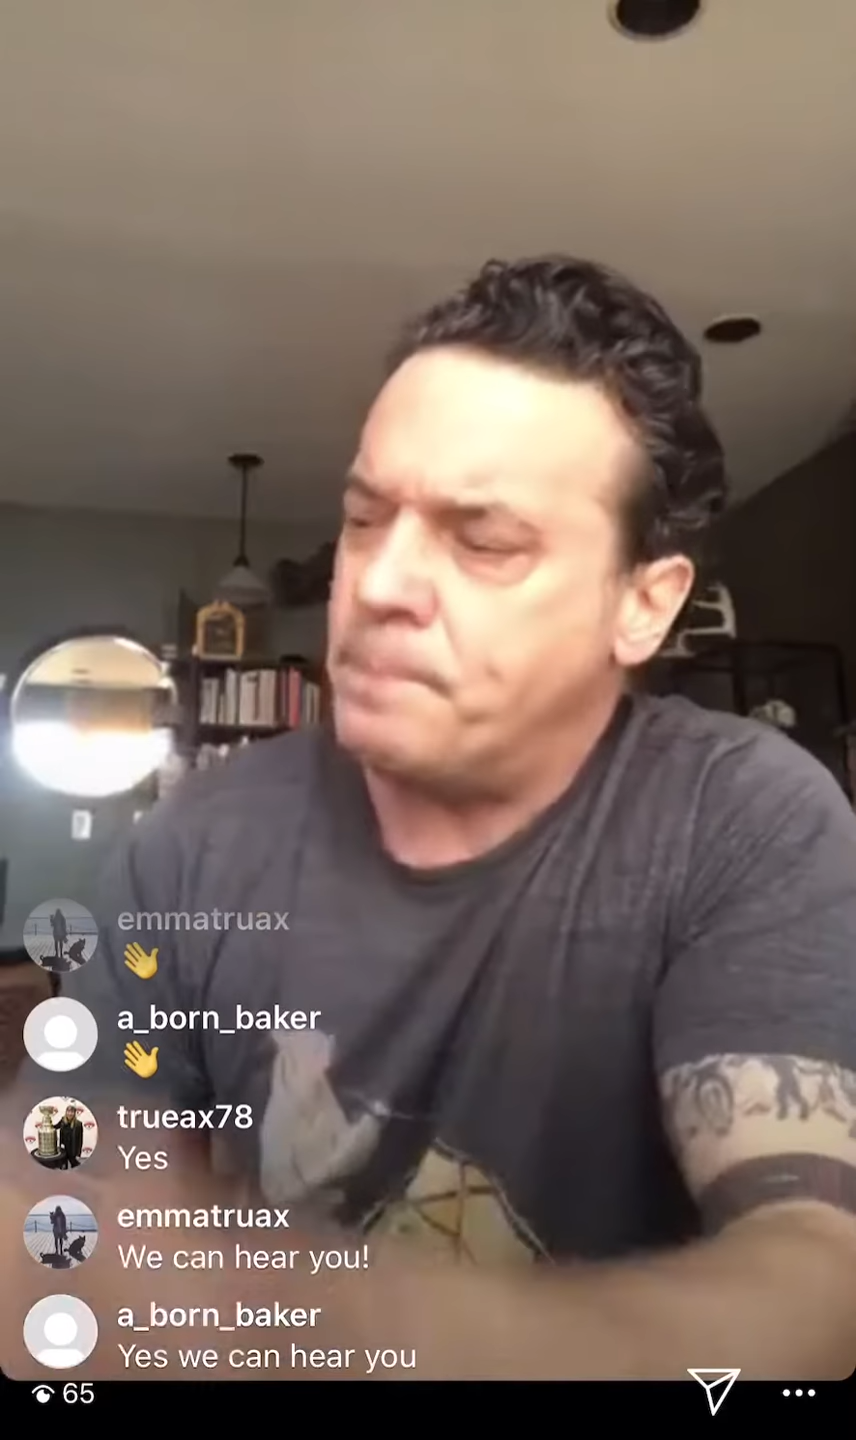 emmatruax
👋
a_born_baker
👋
trueax78
Yes
emmatruax
We can hear you!
a_born_baker
Yes we can hear you
65